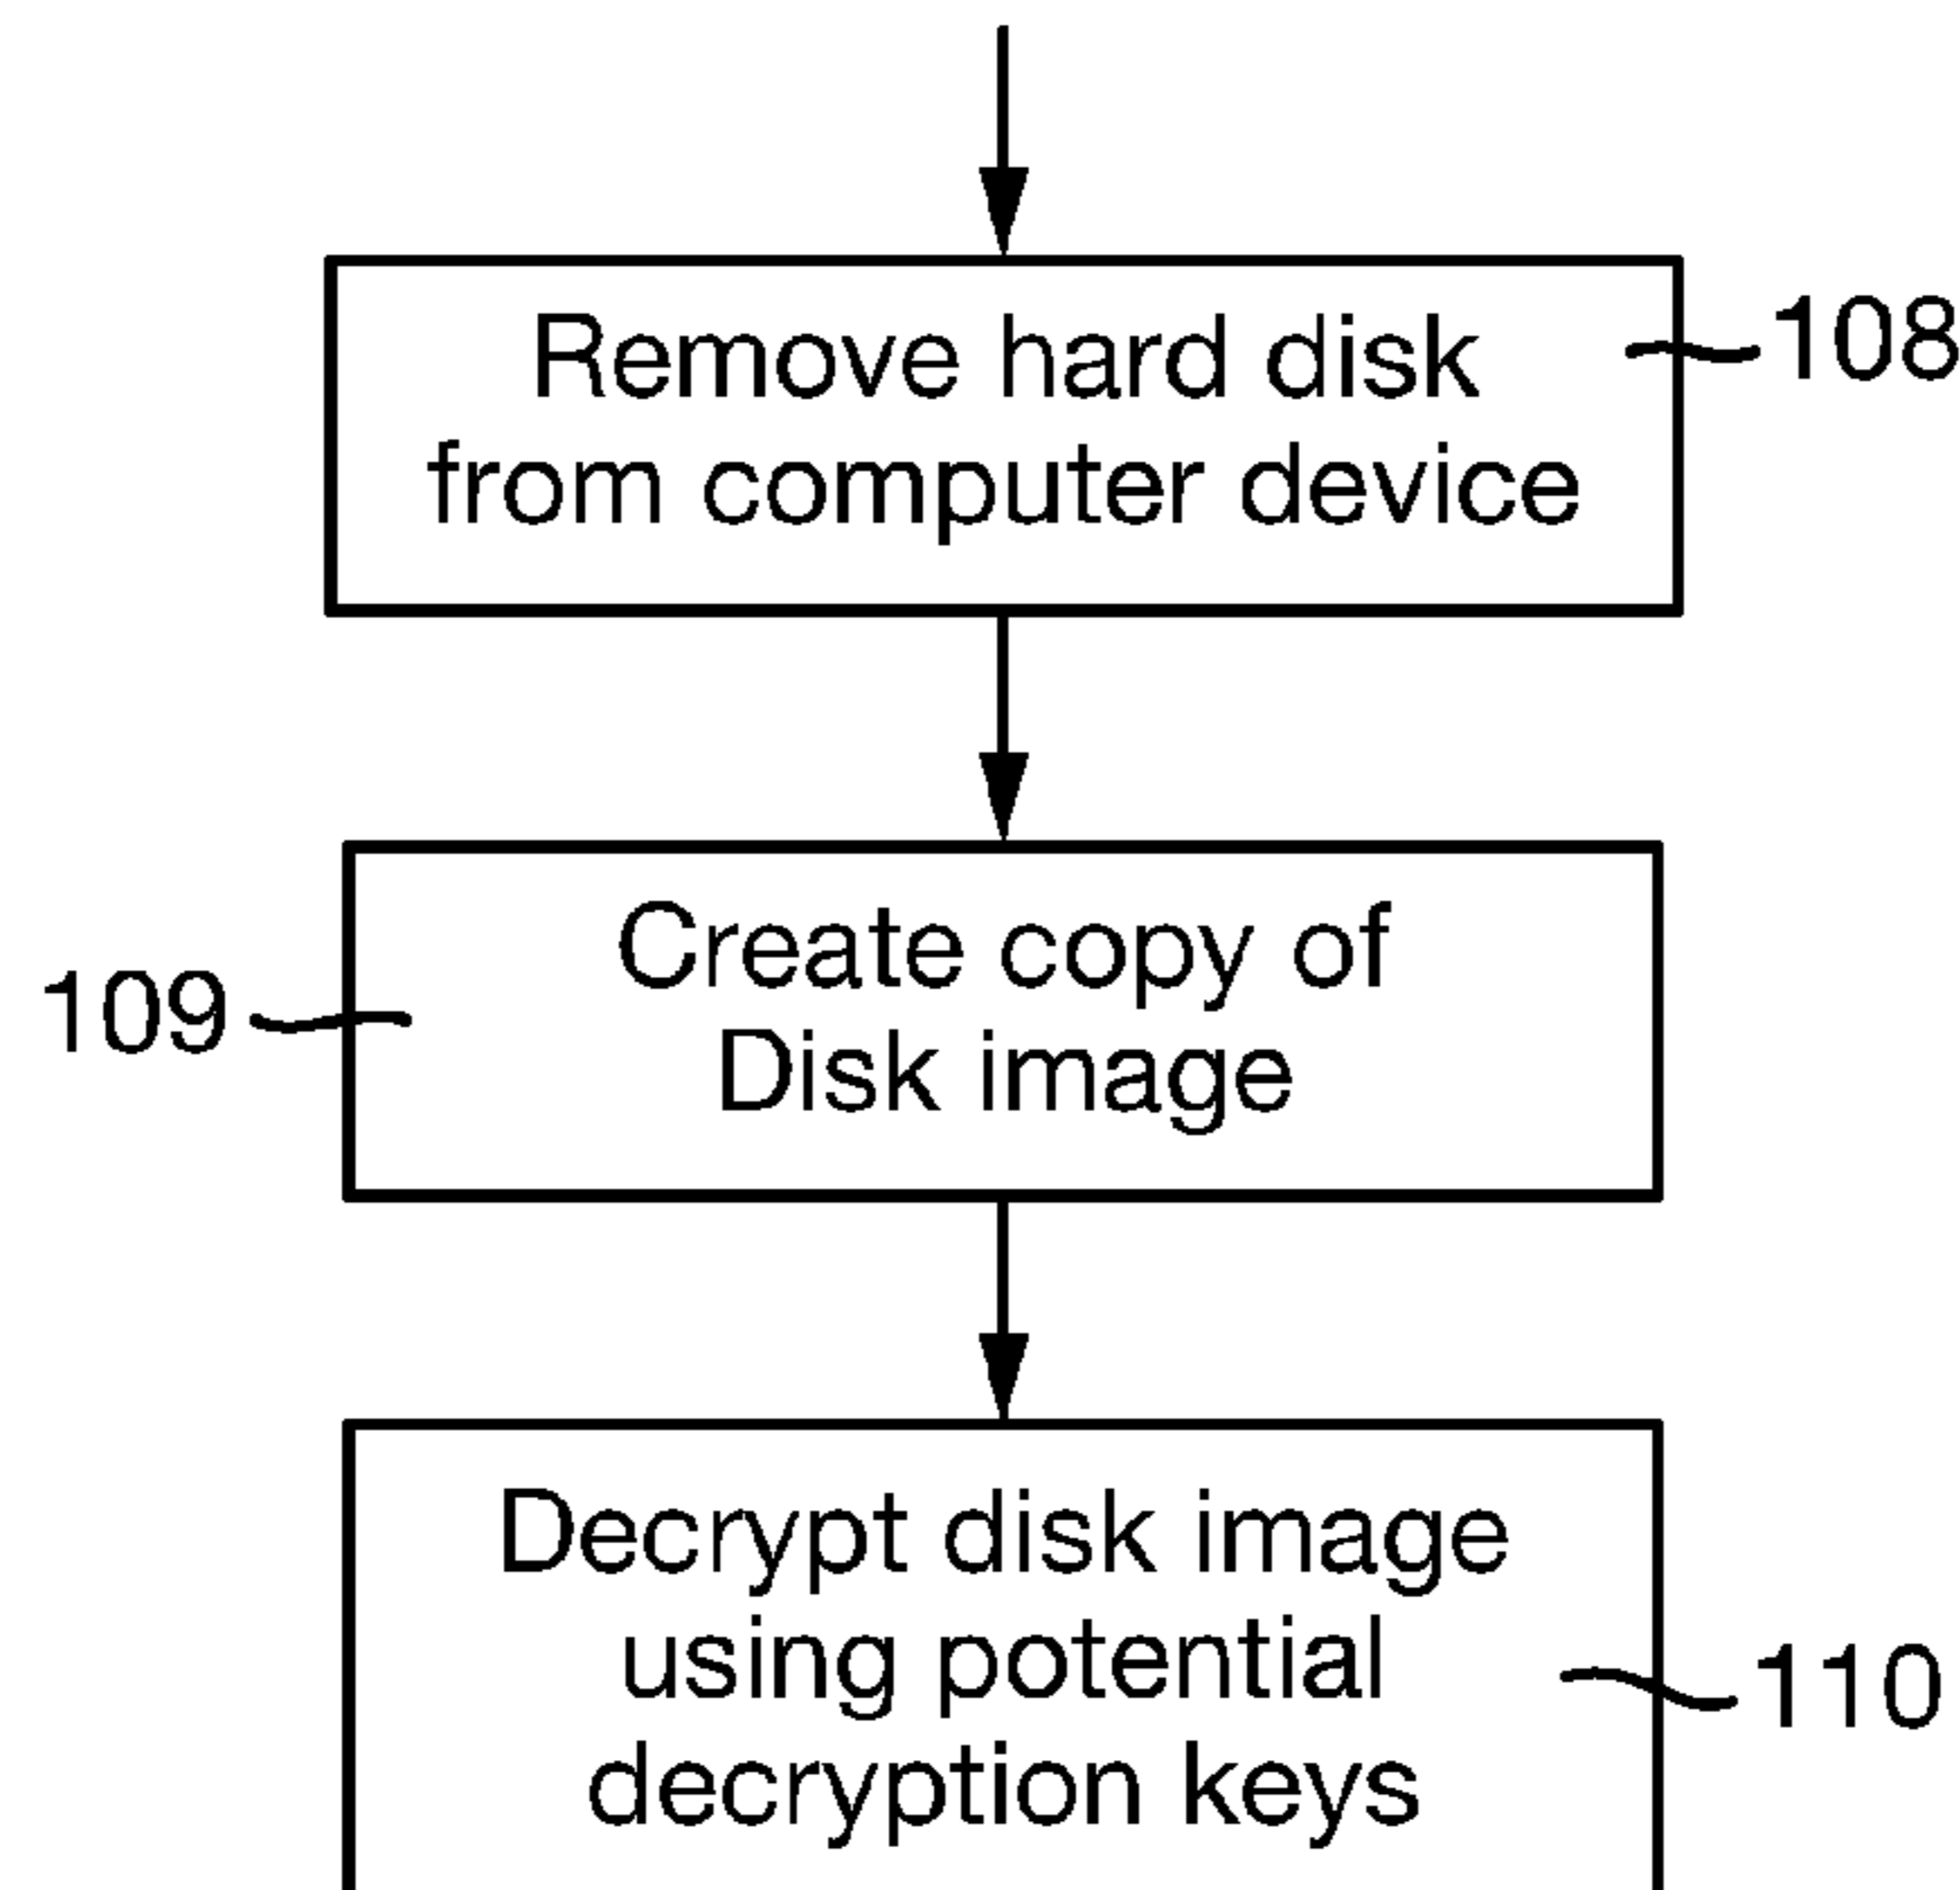 Remove hard disk
from computer device
108
Create copy of
Disk image
109
Decrypt disk image
using potential
decryption keys
110